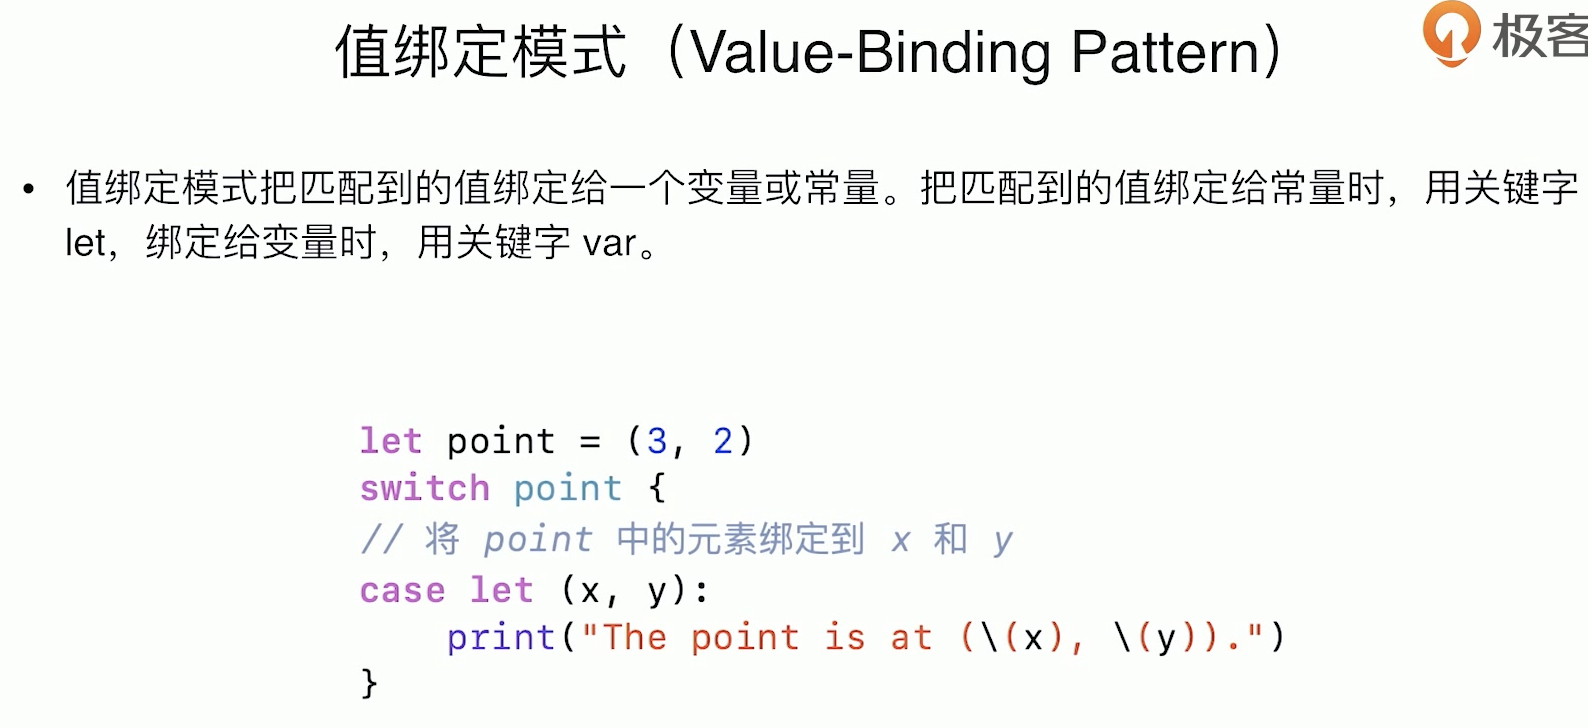 值绑定模式（Value-Binding Pattern）
极客
• 值绑定模式把匹配到的值绑定给一个变量或常量。把匹配到的值绑定给常量时，用关键字
let，绑定给变量时，用关键字 var。
let point = (3, 2)
switch point {
// 将 point 中的元素绑定到 x 和 y
case let (x, y):
    print("The point is at (\(x), \(y)).")
}